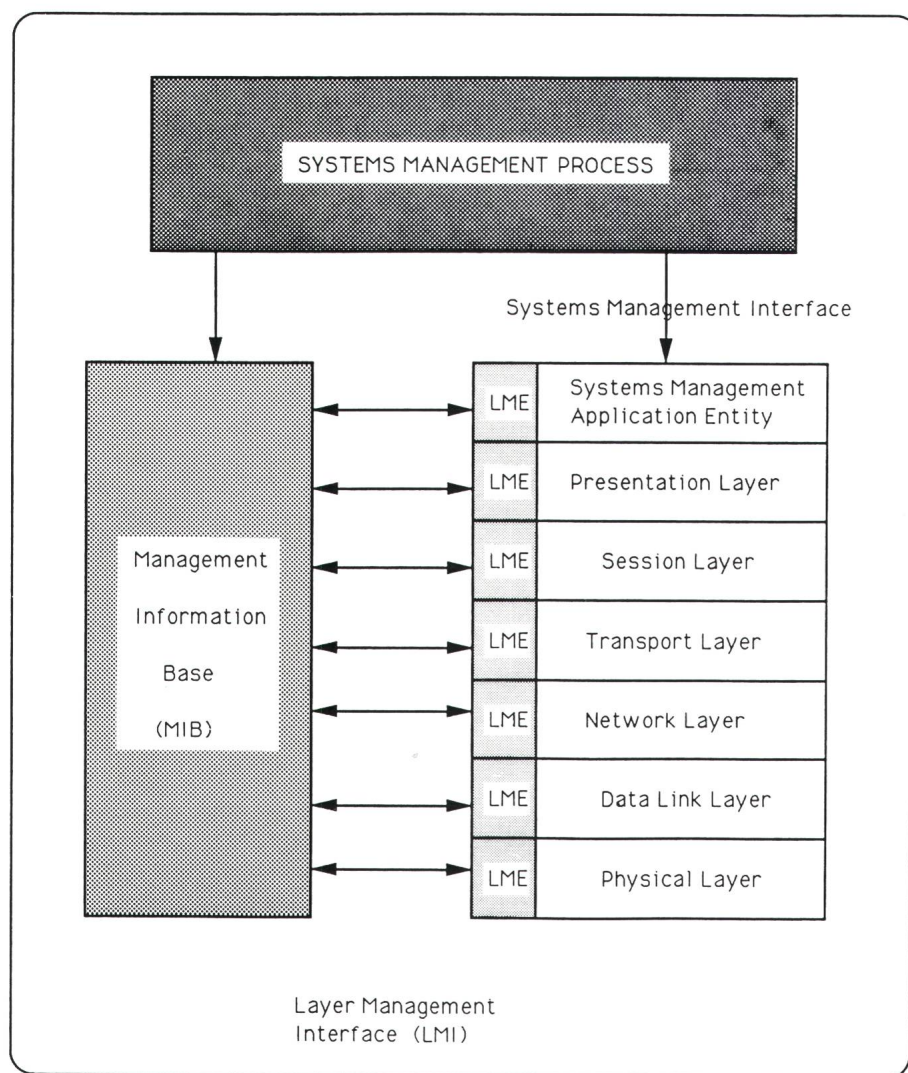 SYSTEMS MANAGEMENT PROCESS
Systems Management Interface
LME
Systems Management
Application Entity
LME
Presentation Layer
LME
Session Layer
LME
Transport Layer
LME
Network Layer
LME
Data Link Layer
LME
Physical Layer
Management
Information
Base
(MIB)
Layer Management
Interface (LMI)